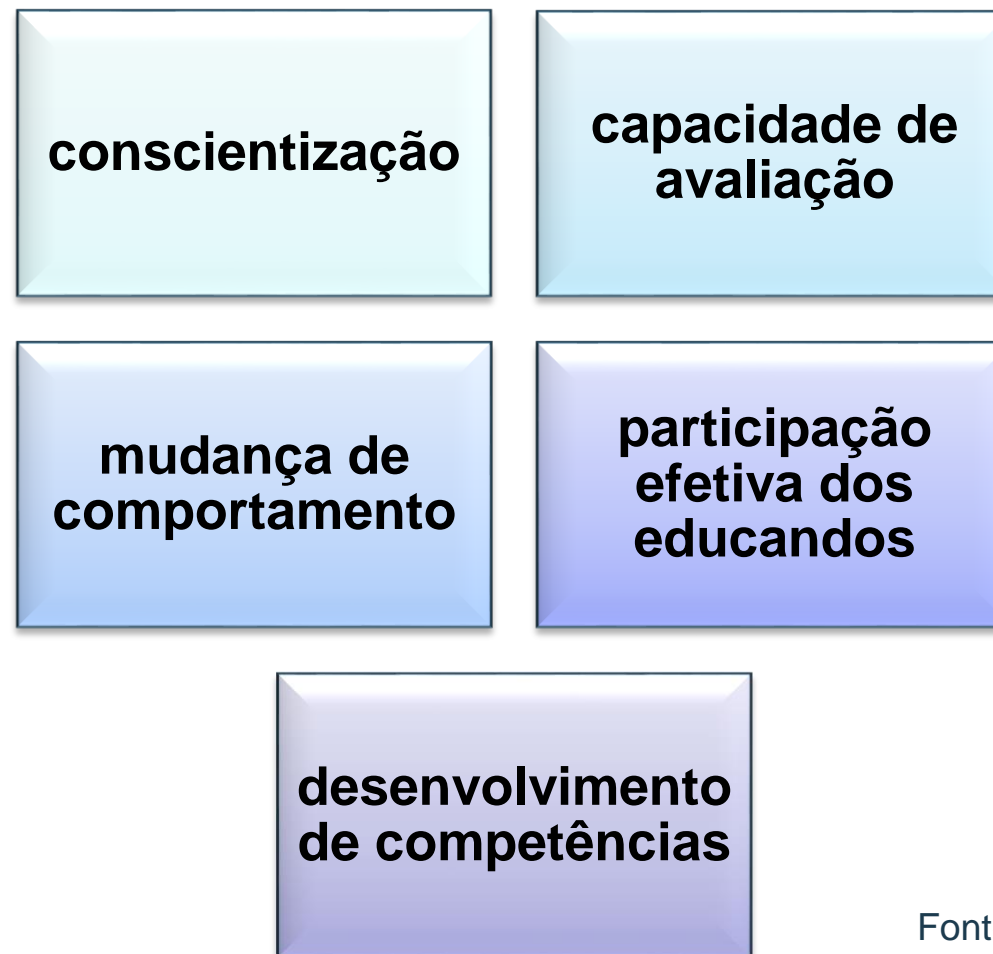 conscientização
capacidade de
avaliação
mudança de
comportamento
participação
efetiva dos
educandos
desenvolvimento
de competências
Font